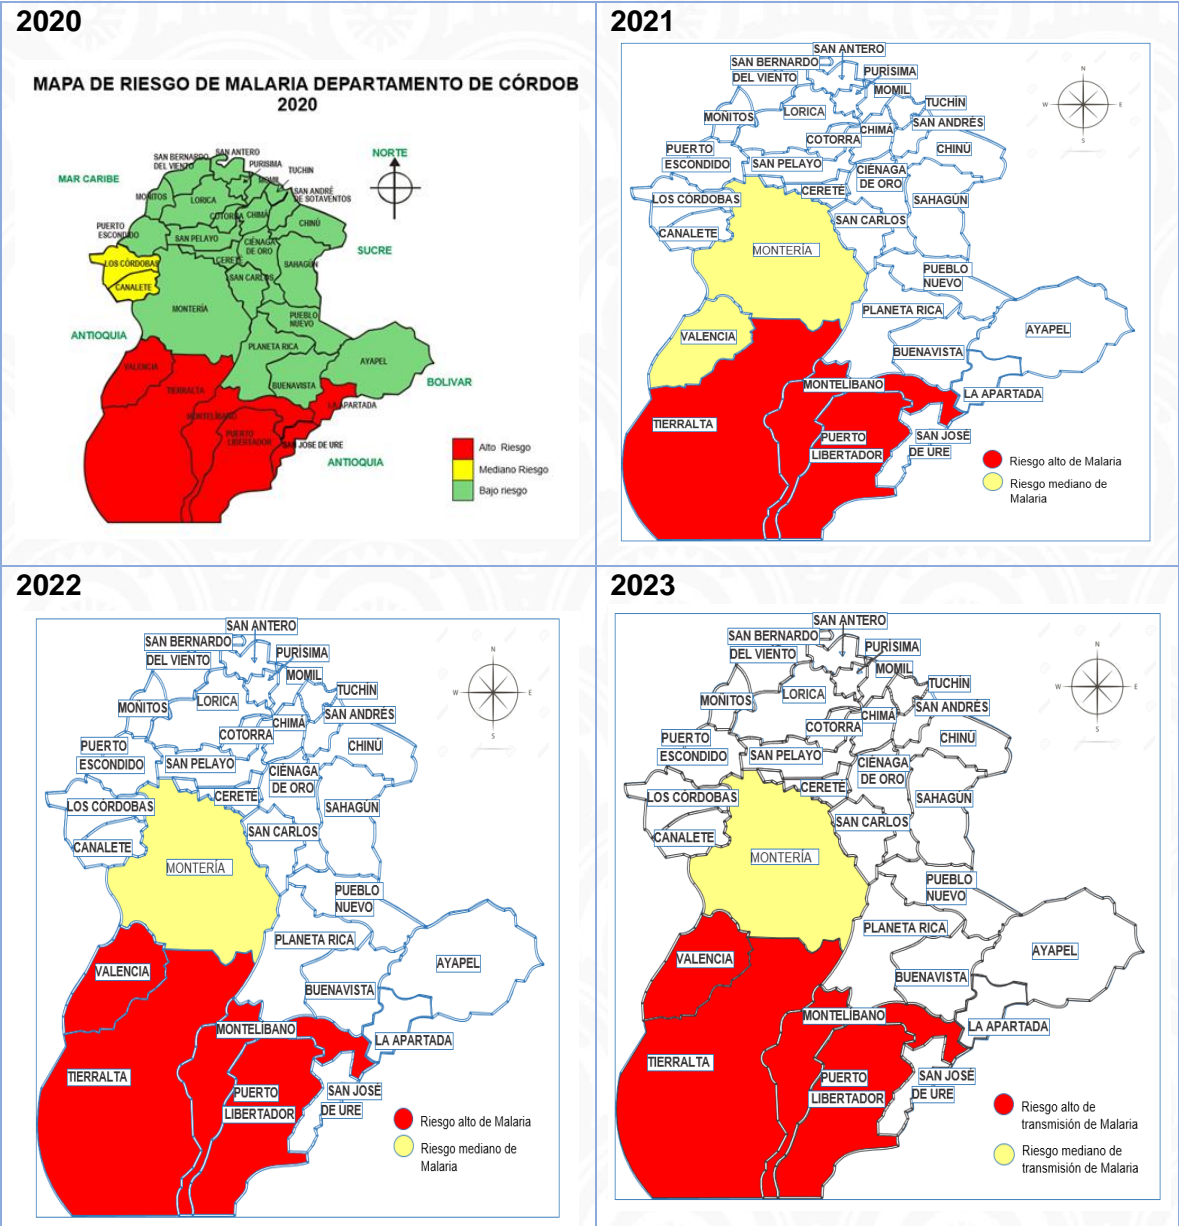 2020
MAPA DE RIESGO DE MALARIA DEPARTAMENTO DE CÓRDOB
2020
NORTE
MAR CARIBE
SAN ANTERO
SAN BERNARDO
DEL VIENTO
PURISIMA
TUCHIN
MOMIL
SAN ANDRÉ
DE SOTAVENTOS
MOÑITOS
LORICA
COTORRA
CHIMÁ
CHINÚ
PUERTO
ESCONDIDO
SAN PELAYO
CIÉNAGA
DE ORO
SUCRE
LOS CÓRDOBAS
CERETÉ
SAHAGÚN
CANALETE
SAN CARLOS
MONTERÍA
PUEBLO
NUEVO
ANTIOQUIA
PLANETA RICA
AYAPEL
VALENCIA
BUENAVISTA
BOLIVAR
TIERRALTA
LA APARTADA
MONTELIBANO
PUERTO
LIBERTADOR
SAN JOSE DE URE
ANTIOQUIA
Alto Riesgo
Mediano Riesgo
Bajo riesgo
2021
SAN ANTERO
SAN BERNARDO
DEL VIENTO
PURÍSIMA
MOMIL
TUCHÍN
MOÑITOS
LORICA
SAN ANDRÉS
CHIMÁ
COTORRA
CHINÚ
PUERTO
ESCONDIDO
SAN PELAYO
CIÉNAGA
DE ORO
CERETÉ
LOS CÓRDOBAS
SAHAGÚN
SAN CARLOS
CANALETE
MONTERÍA
PUEBLO
NUEVO
PLANETA RICA
AYAPEL
VALENCIA
BUENAVISTA
MONTELÍBANO
LA APARTADA
TIERRALTA
PUERTO
LIBERTADOR
SAN JOSÉ
DE URE
N
W
E
S
Riesgo alto de Malaria
Riesgo mediano de
Malaria
2022
SAN ANTERO
SAN BERNARDO
DEL VIENTO
PURÍSIMA
MOMIL
TUCHÍN
MOÑITOS
LORICA
SAN ANDRÉS
CHIMÁ
COTORRA
CHINÚ
PUERTO
ESCONDIDO
SAN PELAYO
CIÉNAGA
DE ORO
CERETÉ
LOS CÓRDOBAS
SAHAGÚN
SAN CARLOS
CANALETE
MONTERÍA
PUEBLO
NUEVO
PLANETA RICA
AYAPEL
VALENCIA
BUENAVISTA
MONTELÍBANO
LA APARTADA
TIERRALTA
PUERTO
LIBERTADOR
SAN JOSÉ
DE URE
N
W
E
S
Riesgo alto de Malaria
Riesgo mediano de
Malaria
2023
SAN ANTERO
SAN BERNARDO
DEL VIENTO
PURÍSIMA
MOMIL
TUCHÍN
MOÑITOS
LORICA
SAN ANDRÉS
CHIMÁ
COTORRA
CHINÚ
PUERTO
ESCONDIDO
SAN PELAYO
CIÉNAGA
DE ORO
CERETÉ
LOS CÓRDOBAS
SAHAGÚN
SAN CARLOS
CANALETE
MONTERÍA
PUEBLO
NUEVO
PLANETA RICA
AYAPEL
VALENCIA
BUENAVISTA
MONTELÍBANO
LA APARTADA
TIERRALTA
PUERTO
LIBERTADOR
SAN JOSÉ
DE URE
N
W
E
S
Riesgo alto de
transmisión de Malaria
Riesgo mediano de
transmisión de Malaria